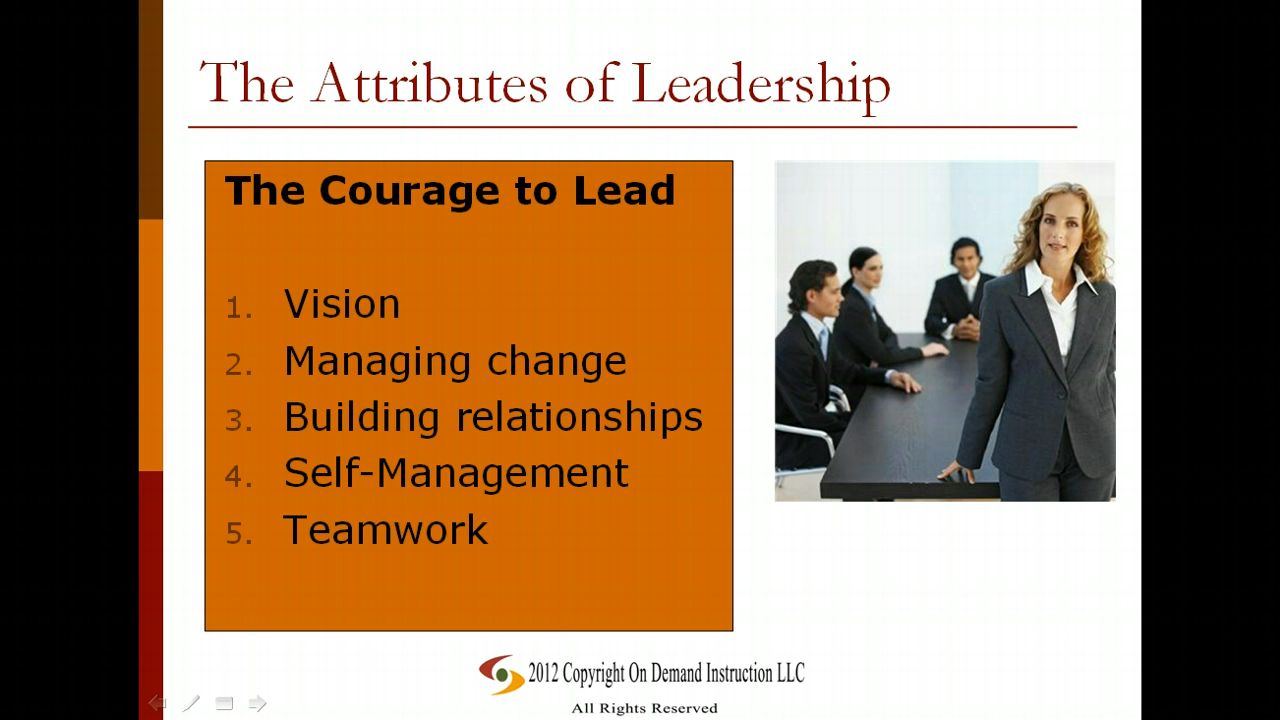 The Attributes of Leadership
The Courage to Lead
1. Vision
2. Managing change
3. Building relationships
4. Self-Management
5. Teamwork
2012 Copyright On Demand Instruction LLC
All Rights Reserved